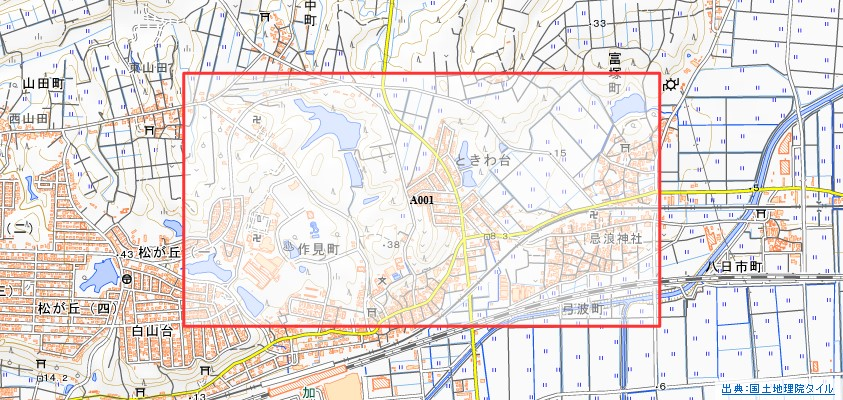 中町
33
富塚町
栗山田
山田町
西山田
ときわ台
15
A001
5
8.3
作見町
38
忌浪神社
(二)
松が丘
43
八日市町
三)
松が丘(四)
弓波町
白山台
14.2
13
加
6
出典:国土地理院タイル